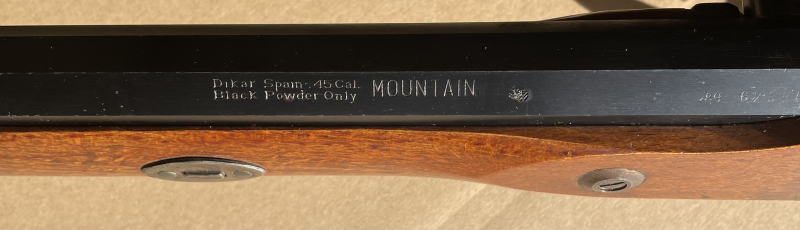 Dikar Spain-.45 Cal.
Black Powder Only
MOUNTAIN